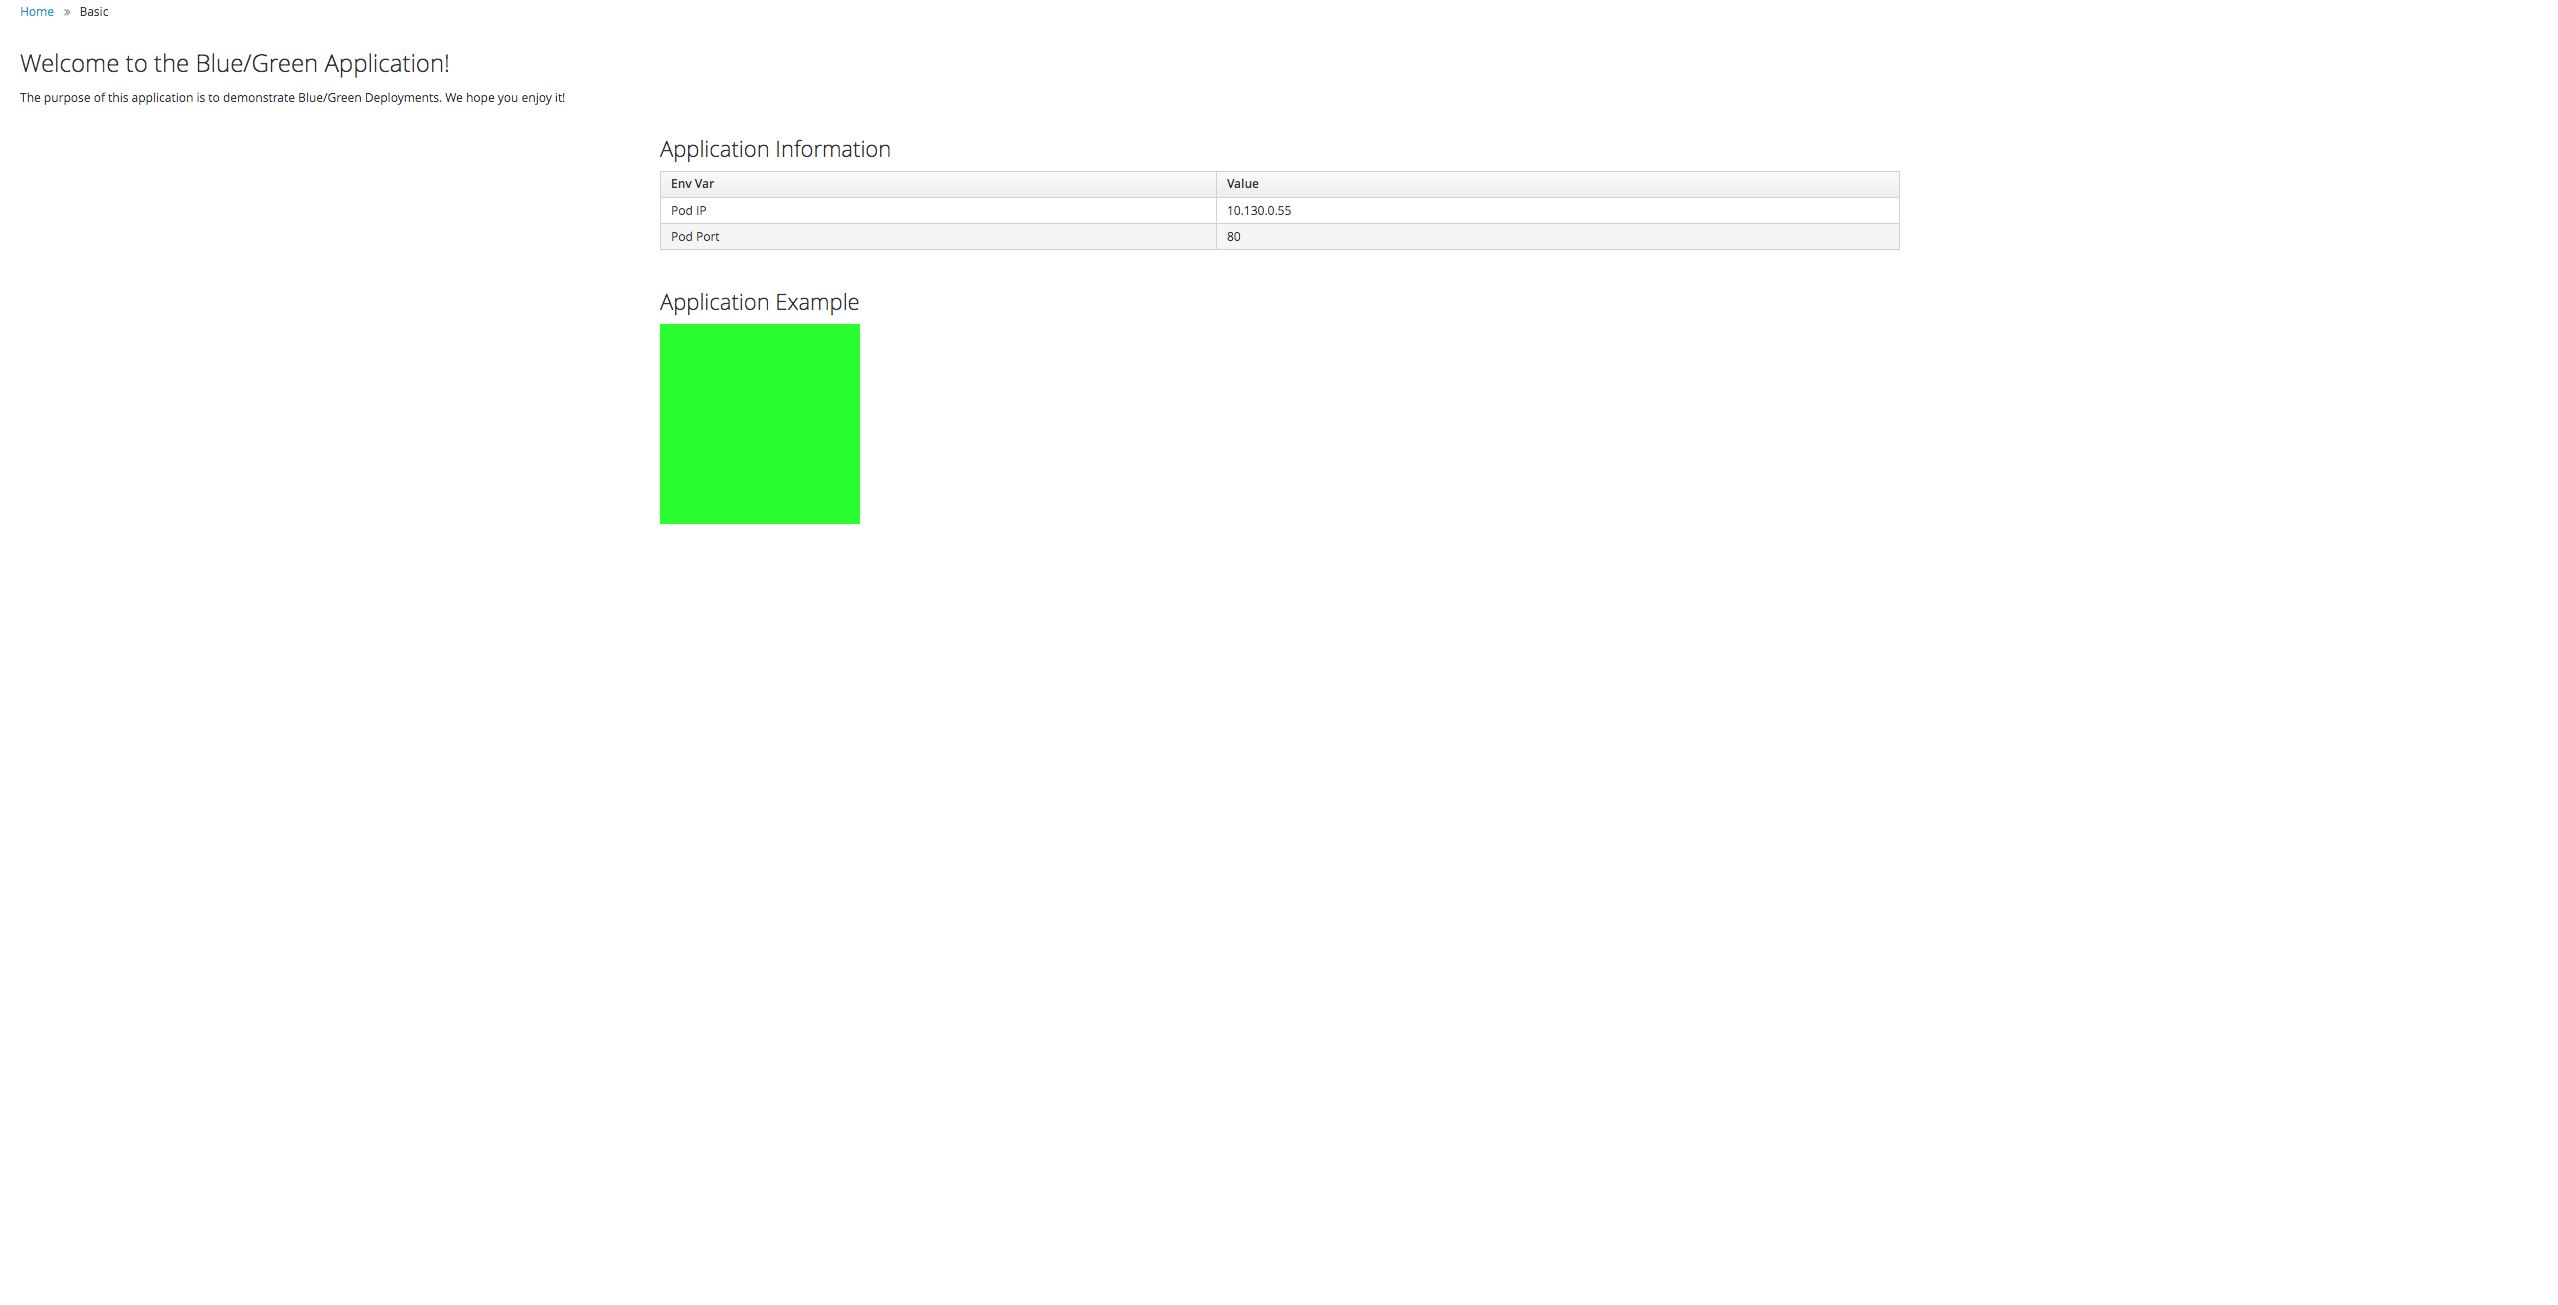 Home » Basic
Welcome to the Blue/Green Application!
The purpose of this application is to demonstrate Blue/Green Deployments. We hope you enjoy it!
Application Information
Env Var Value
Pod IP 10.130.0.55
Pod Port 80
Application Example